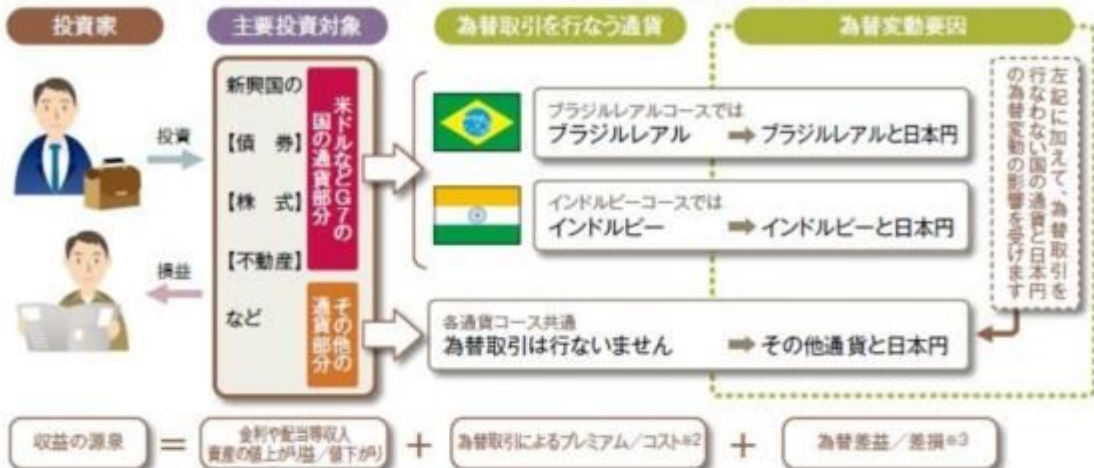 投資家
主要投資対象
為替取引を行なう通貨
為替変動要因
投資
損益
新興国の
【債 券】
【株 式】
【不動産】
など
米ドルなどG7の
国の通貨部分
その他の
通貨部分
ブラジルレアルコースでは
ブラジルレアル
ブラジルレアルと日本円
インドルピーコースでは
インドルピー
インドルピーと日本円
各通貨コース共通
為替取引は行ないません
その他通貨と日本円
左記に加えて、為替取引を
行なわない国の通貨と日本円
の為替変動の影響を受けます
収益の源泉
=
金利や配当等収入
資産の値上がり益/値下がり
+
為替取引によるプレミアム/コスト※2
+
為替差益/差損※3